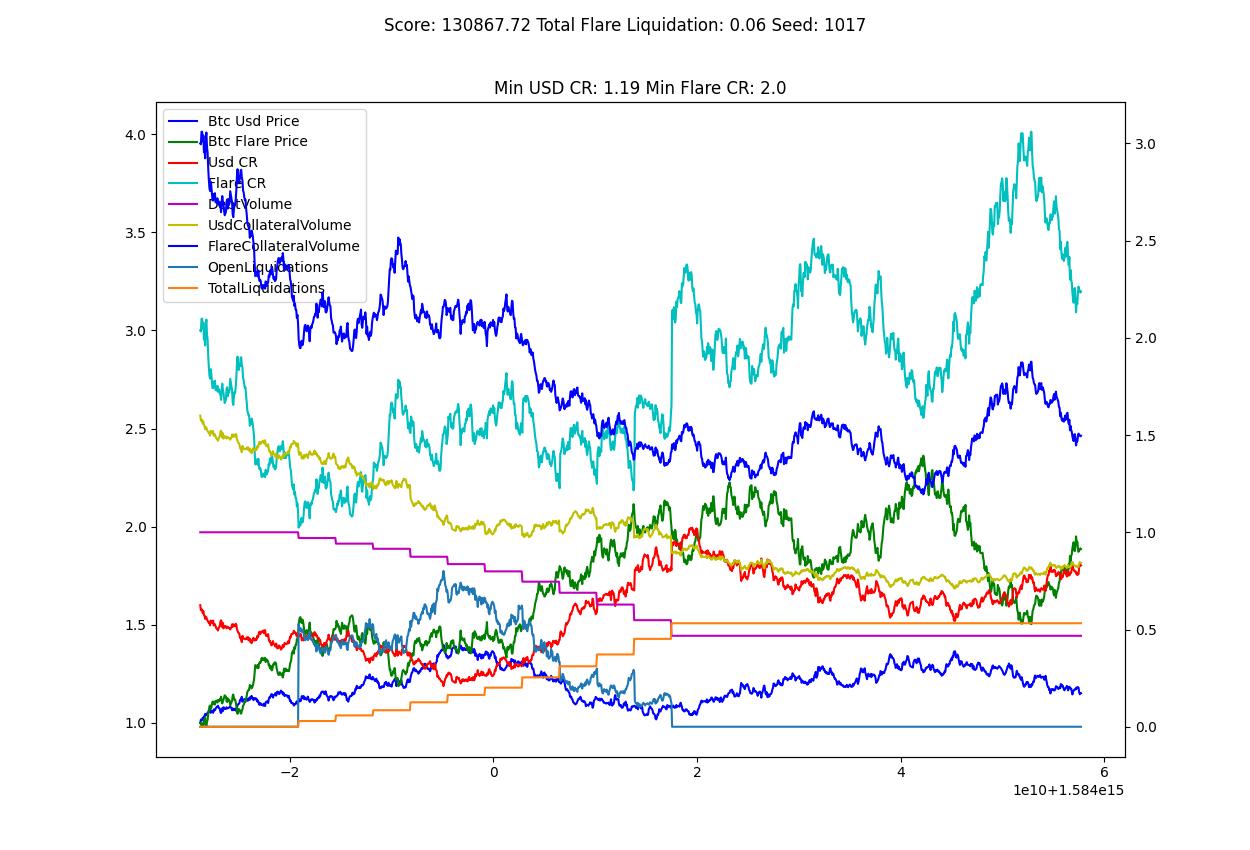 Score: 130867.72 Total Flare Liquidation: 0.06 Seed: 1017
Min USD CR: 1.19 Min Flare CR: 2.0
Btc Usd Price
Btc Flare Price
Usd CR
Flare CR
DebtVolume
UsdCollateralVolume
FlareCollateralVolume
OpenLiquidations
TotalLiquidations
4.0
3.5
3.0
2.5
2.0
1.5
1.0
3.0
2.5
2.0
1.5
1.0
0.5
0.0
−2
0
2
4
6
1e10+1.584e15